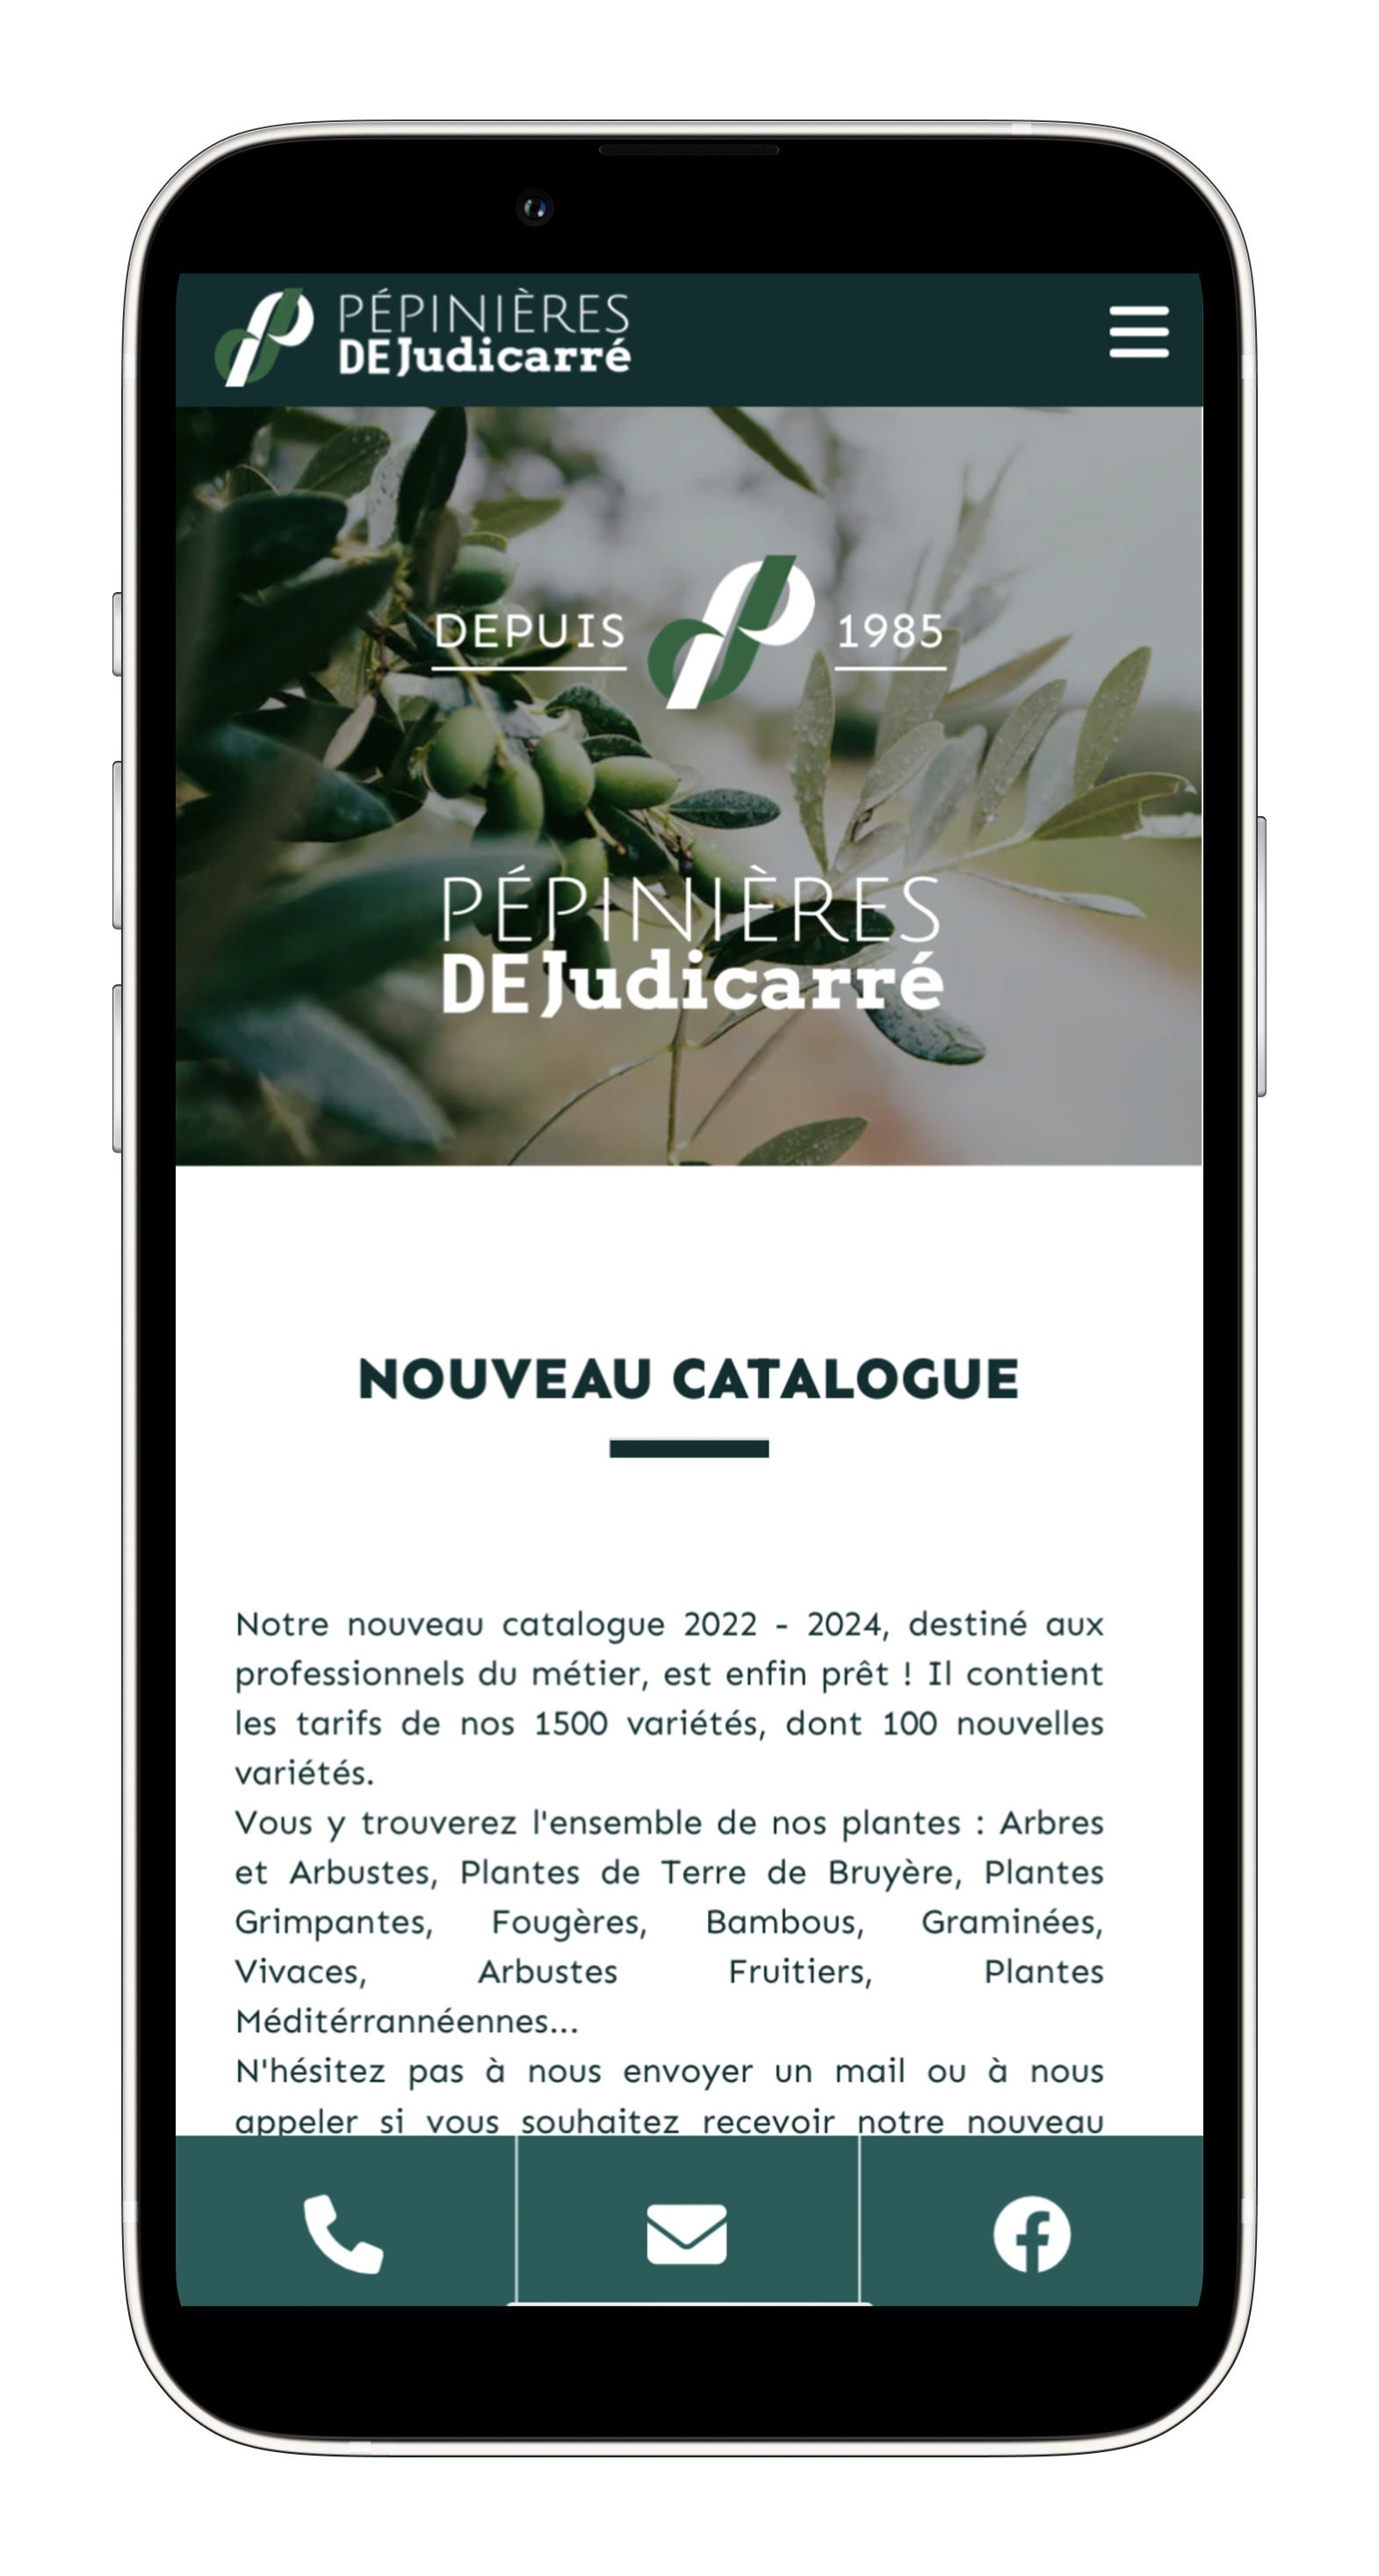 PÉPINIÈRES
DE Judicarré
DEPUIS 1985
PÉPINIÈRES
DE Judicarré
NOUVEAU CATALOGUE
Notre nouveau catalogue 2022 - 2024, destiné aux
professionnels du métier, est enfin prêt ! Il contient
les tarifs de nos 1500 variétés, dont 100 nouvelles
variétés.
Vous y trouverez l'ensemble de nos plantes : Arbres
et Arbustes, Plantes de Terre de Bruyère, Plantes
Grimpantes, Fougères, Bambous, Graminées,
Vivaces, Arbustes Fruitiers, Plantes
Méditérrannéennes...
N'hésitez pas à nous envoyer un mail ou à nous
appeler si vous souhaitez recevoir notre nouveau